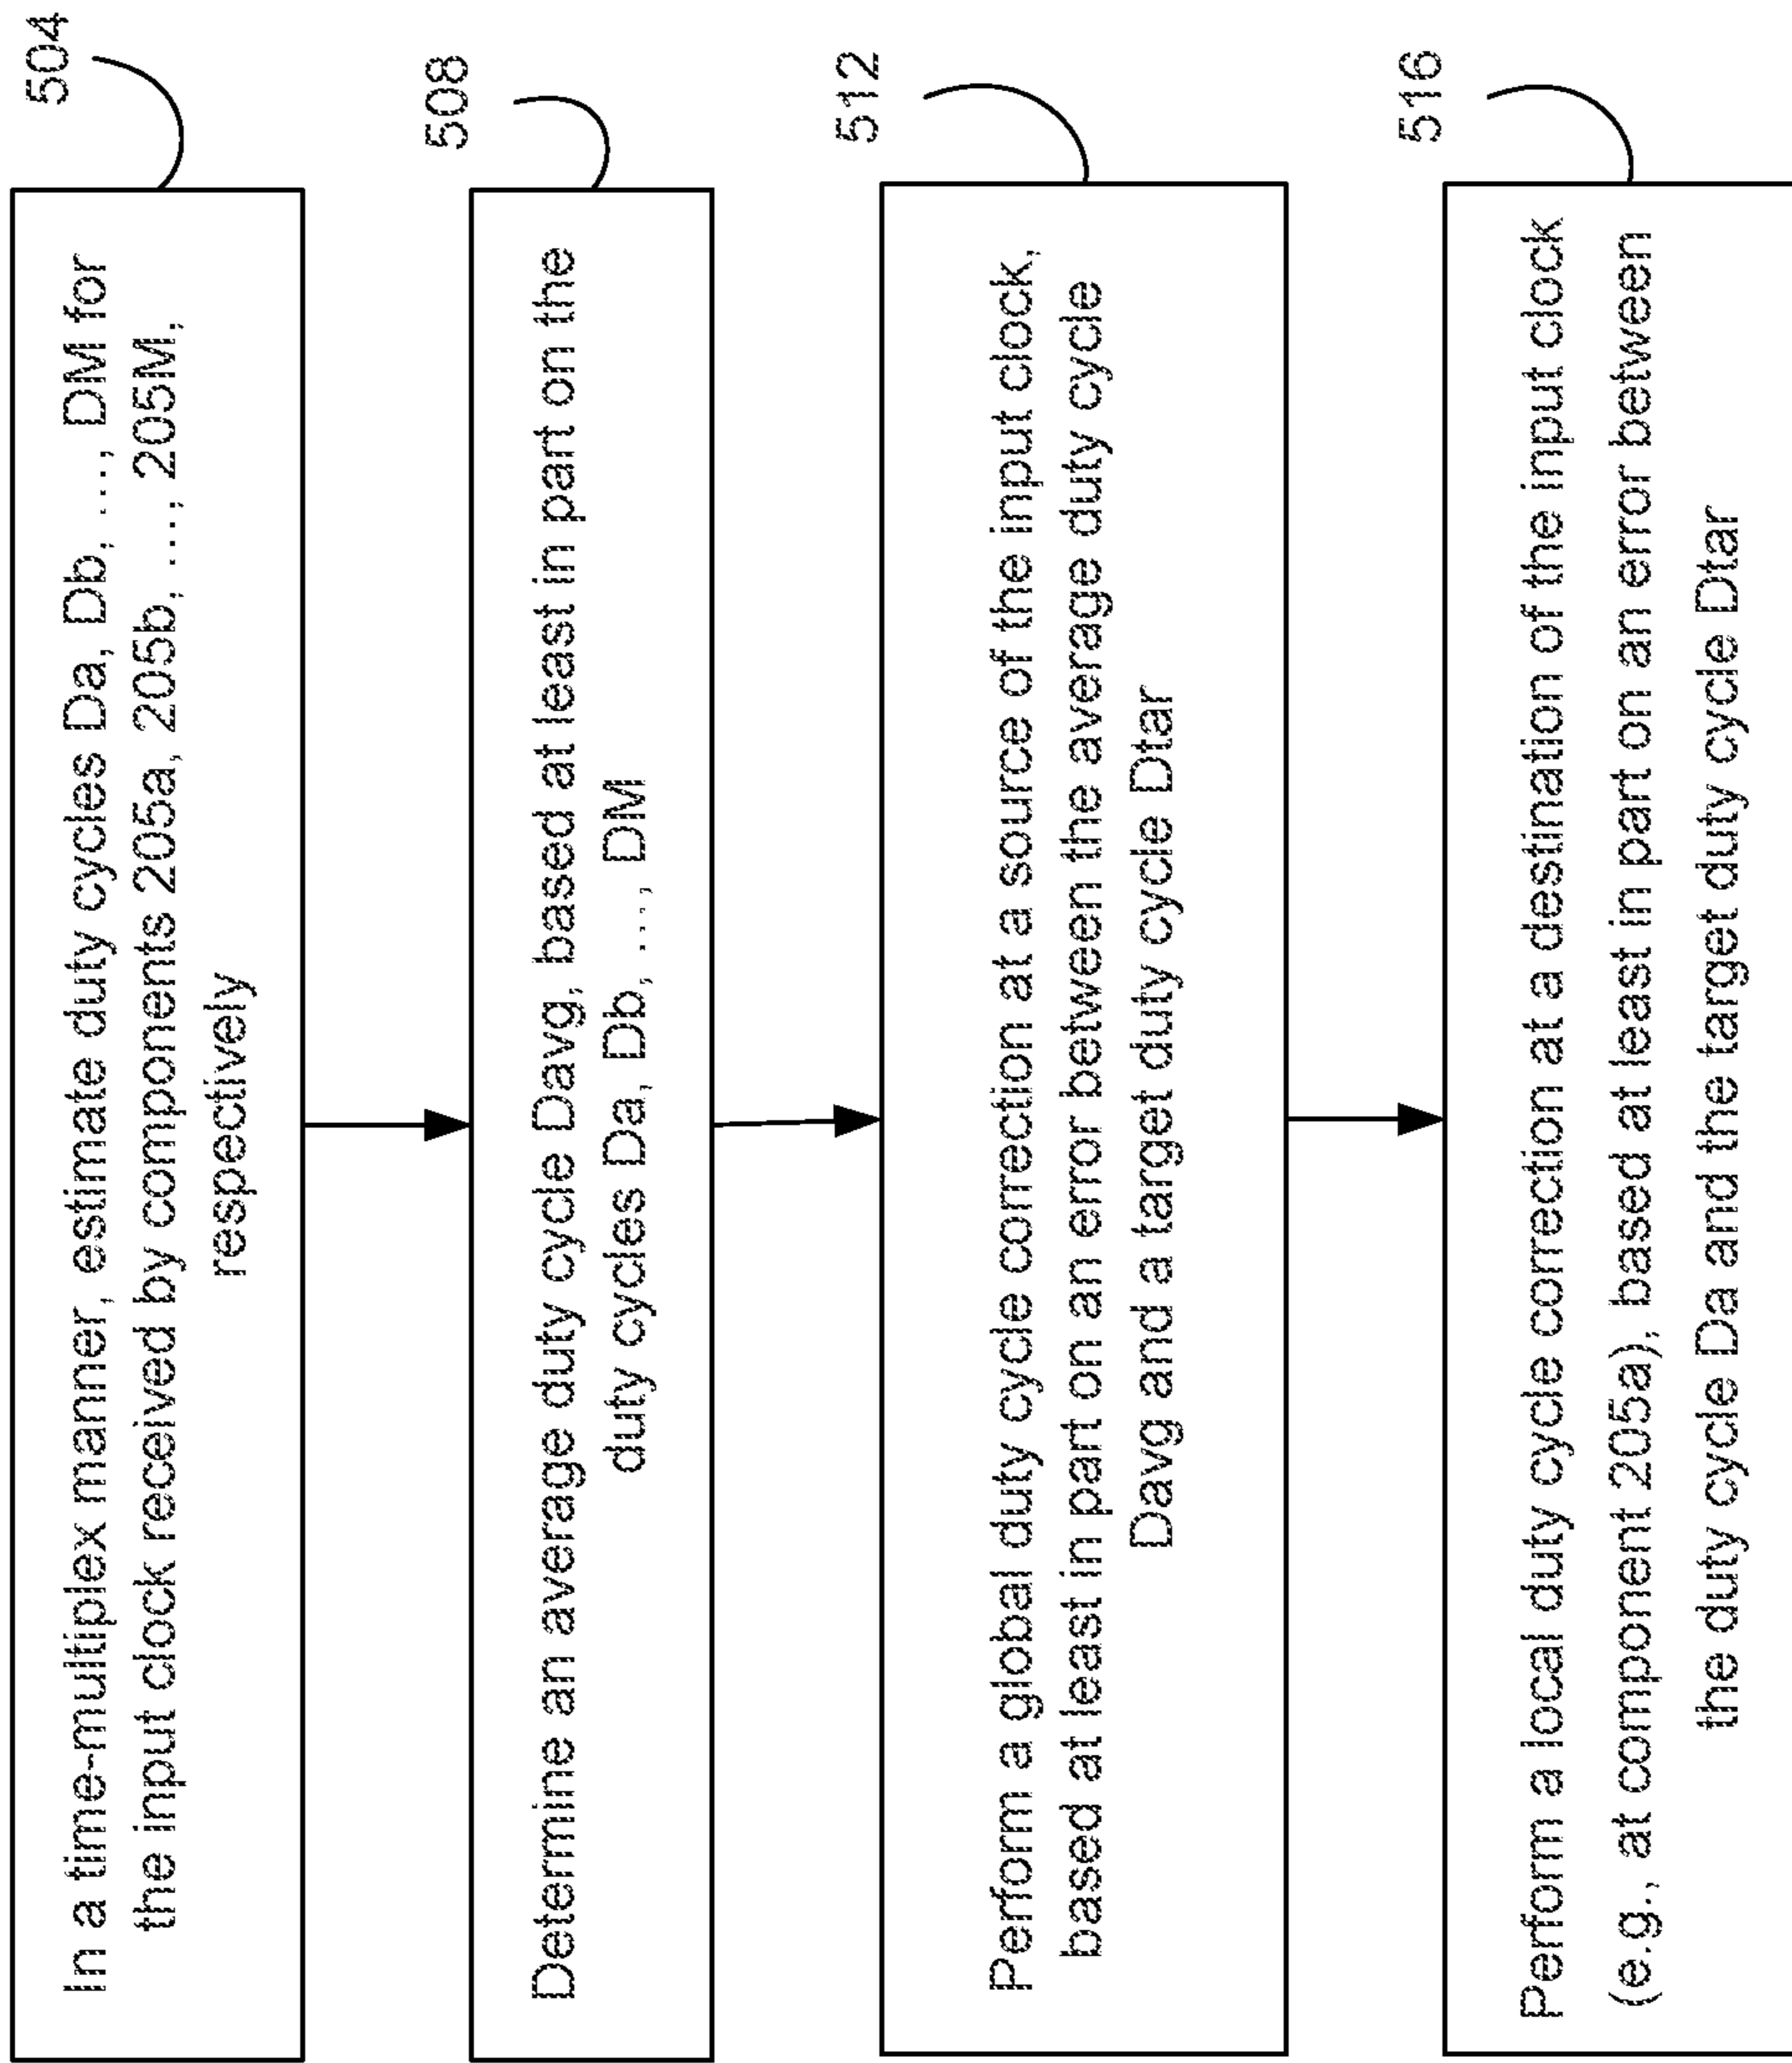 504
In a time-multiplex manner, estimate duty cycles Da, Db, ..., DM for
the input clock received by components 205a, 205b, ..., 205M,
respectively
508
Determine an average duty cycle Davg, based at least in part on the
duty cycles Da, Db, ..., DM
512
Perform a global duty cycle correction at a source of the input clock,
based at least in part on an error between the average duty cycle
Davg and a target duty cycle Dtar
516
Perform a local duty cycle correction at a destination of the input clock
(e.g., at component 205a), based at least in part on an error between
the duty cycle Da and the target duty cycle Dtar